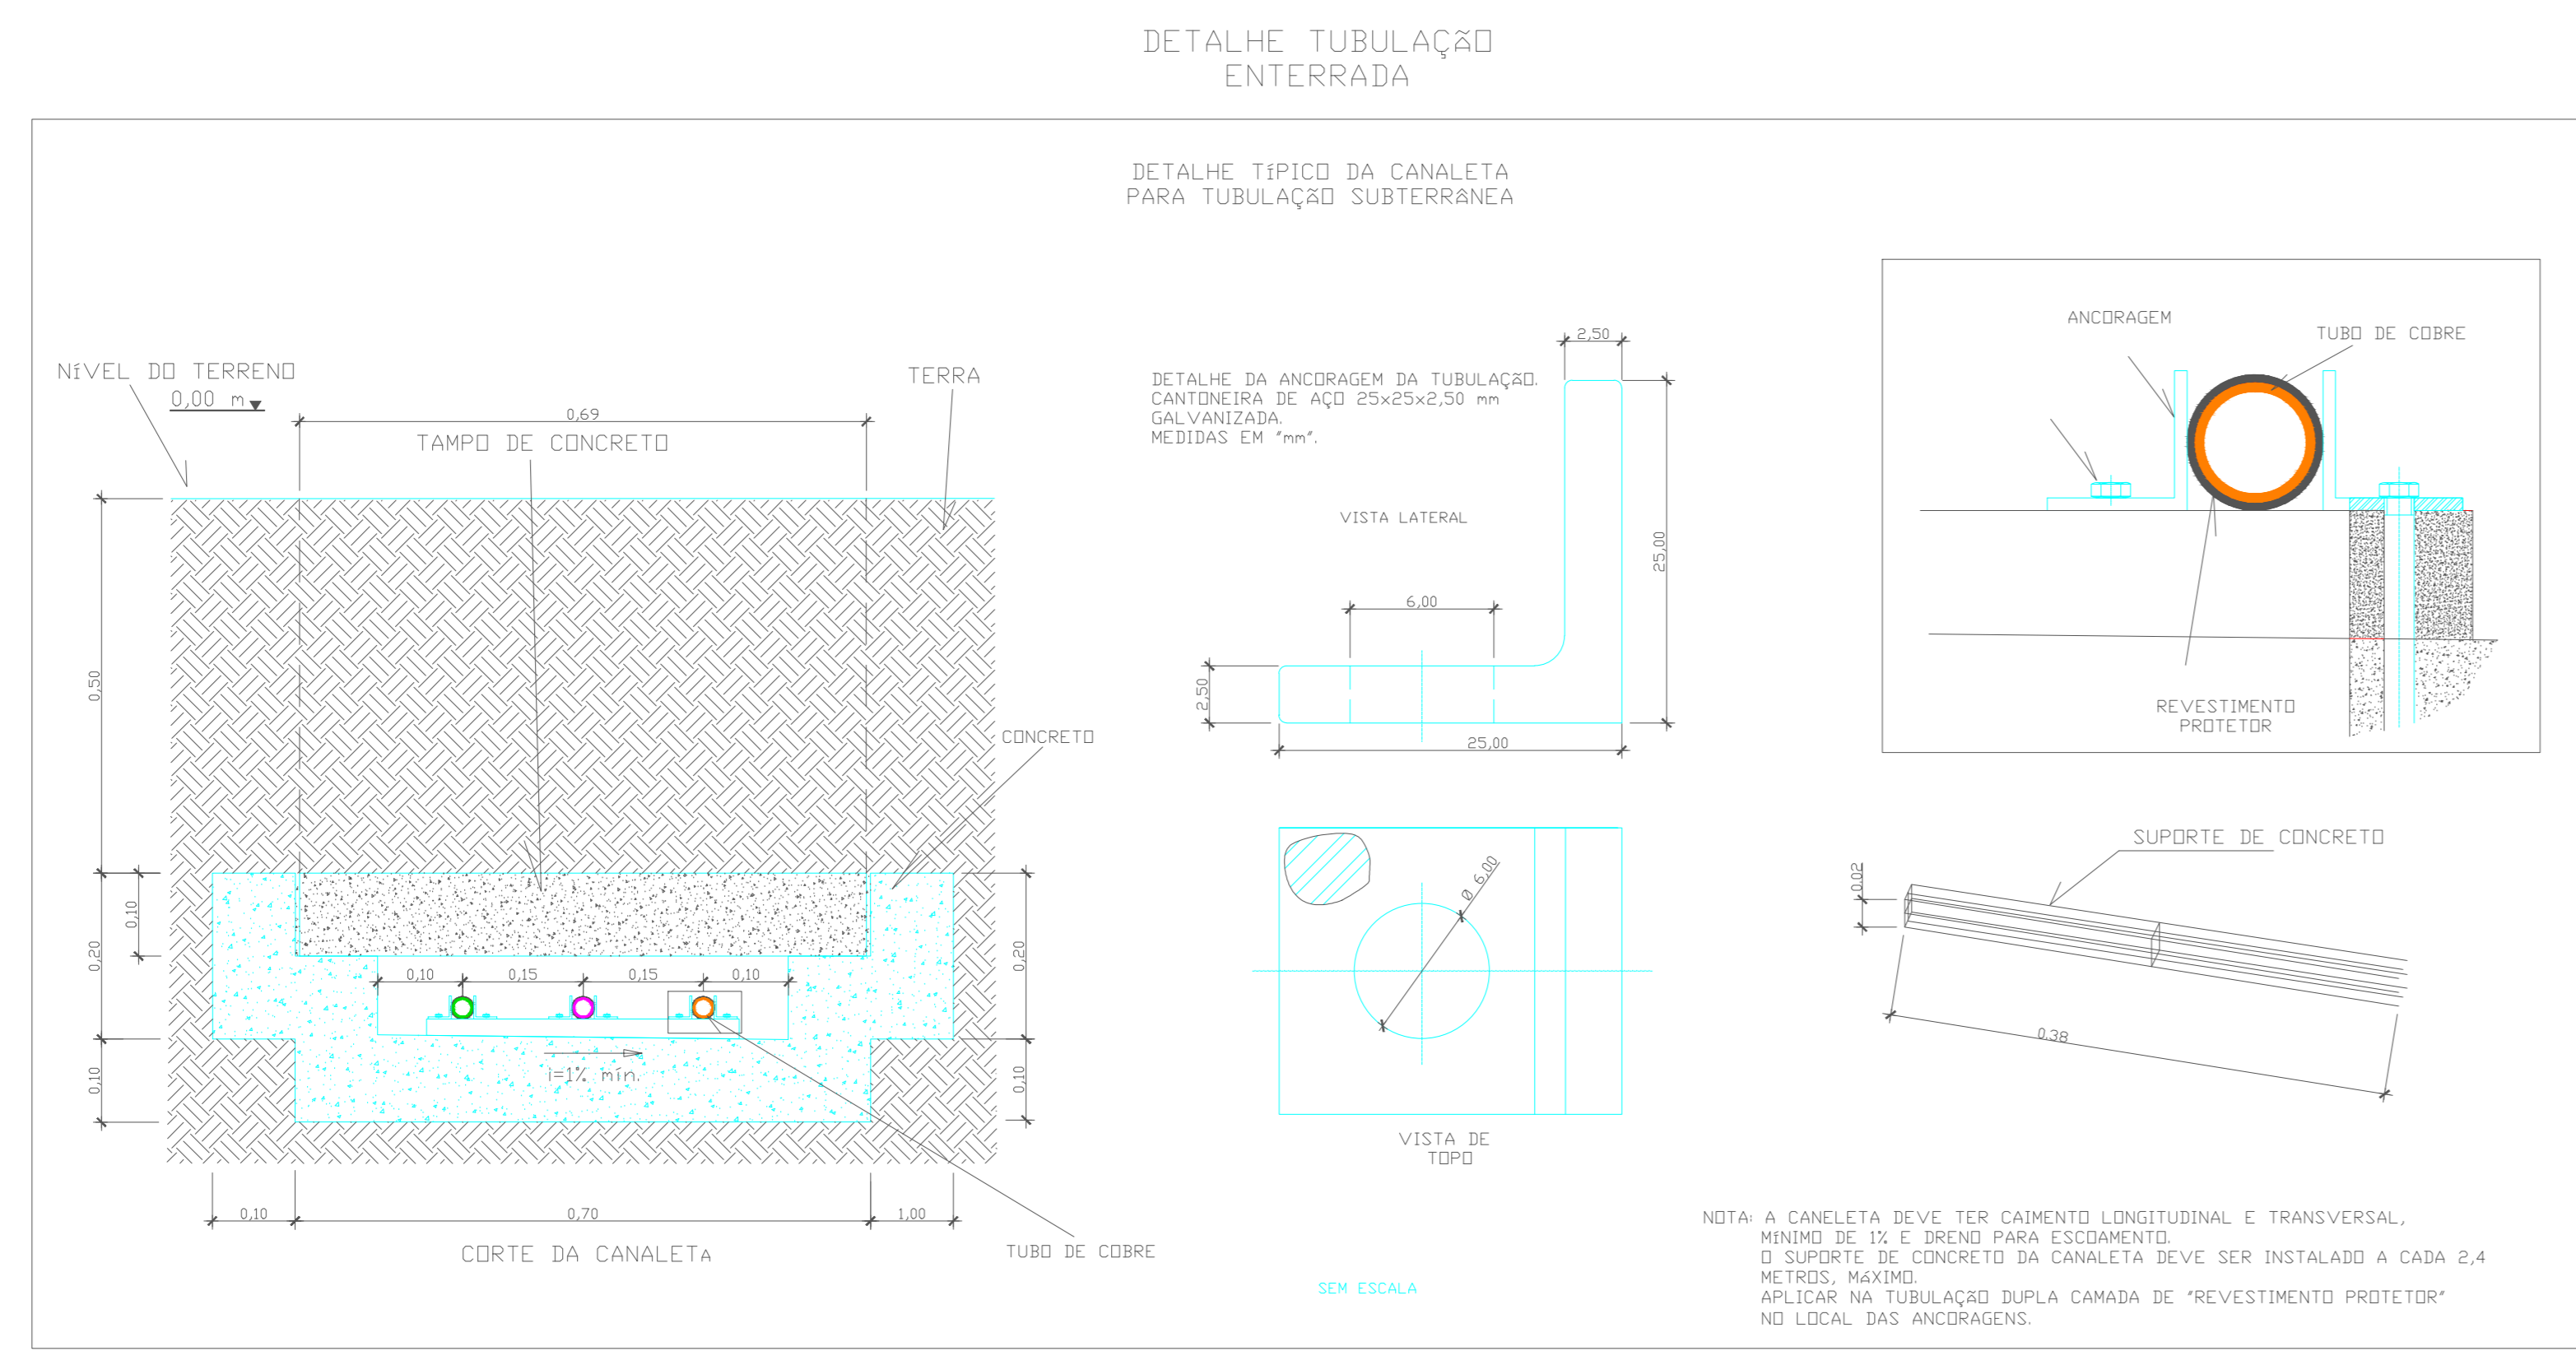 DETALHE TUBULAÇÃO
ENTERRADA
DETALHE TíPICO DA CANALETA
PARA TUBULAÇÃO SUBTERRÂNEA
NíVEL DO TERRENO
0,00 m
TERRA
0,69
TAMPO DE CONCRETO
0,50
CONCRETO
0,10
0,20
0,10
0,15
0,15
0,10
0,20
0,10
0,10
i=1% mín.
0,10
0,70
1,00
CORTE DA CANALETA
TUBO DE COBRE
DETALHE DA ANCORAGEM DA TUBULAÇÃO.
CANTONEIRA DE AÇO 25x25x2,50 mm
GALVANIZADA.
MEDIDAS EM "mm".
2,50
VISTA LATERAL
25,00
6,00
2,50
25,00
Ø 6,00
VISTA DE
TOPO
SEM ESCALA
ANCORAGEM
TUBO DE COBRE
REVESTIMENTO
PROTETOR
SUPORTE DE CONCRETO
0.02
0.38
NOTA: A CANELETA DEVE TER CAIMENTO LONGITUDINAL E TRANSVERSAL,
MíNIMO DE 1% E DRENO PARA ESCOAMENTO.
O SUPORTE DE CONCRETO DA CANALETA DEVE SER INSTALADO A CADA 2,4
METROS, MáXIMO.
APLICAR NA TUBULAÇÃO DUPLA CAMADA DE "REVESTIMENTO PROTETOR"
NO LOCAL DAS ANCORAGENS.